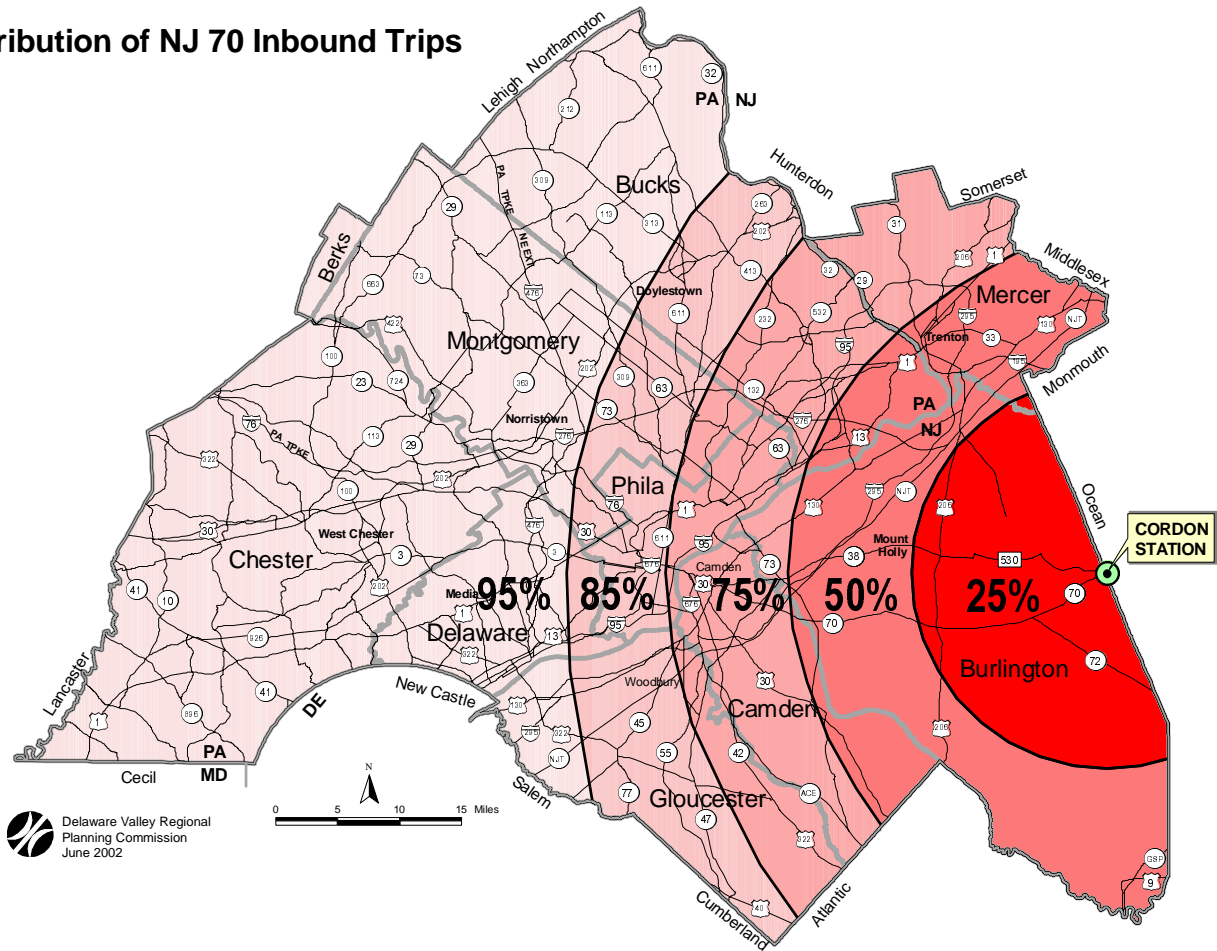 ribution of NJ 70 Inbound Trips
Lehigh
Northampton
611
32
PA
NJ
212
Hunterdon
Somerset
PA TPKE
NE EXT
309
Bucks
29
113
313
263
202
31
206
1
Middlesex
Berks
663
73
476
Doylestown
413
32
29
Mercer
422
611
232
532
295
130
NJT
Montgomery
95
Trenton
33
195
100
202
1
Monmouth
23
724
363
309
63
132
73
PA
NJ
76
Norristown
276
276
13
PA TPKE
113
29
63
322
202
Phila
Ocean
100
76
1
130
295
NJT
206
30
West Chester
476
30
611
95
Mount
Holly
CORDON
STATION
Chester
3
3
676
Camden
73
38
530
202
30
41
10
Media
95%
85%
676
75%
50%
25%
70
1
95
70
926
Delaware
13
322
72
Lancaster
Woodbury
30
Burlington
41
New Castle
130
Camden
1
896
DE
295
322
45
206
PA
MD
NJT
55
42
Cecil
Salem
77
Gloucester
ACE
N
0
5
10
15 Miles
47
322
Delaware Valley Regional
Planning Commission
June 2002
GSP
9
40
Cumberland
Atlantic